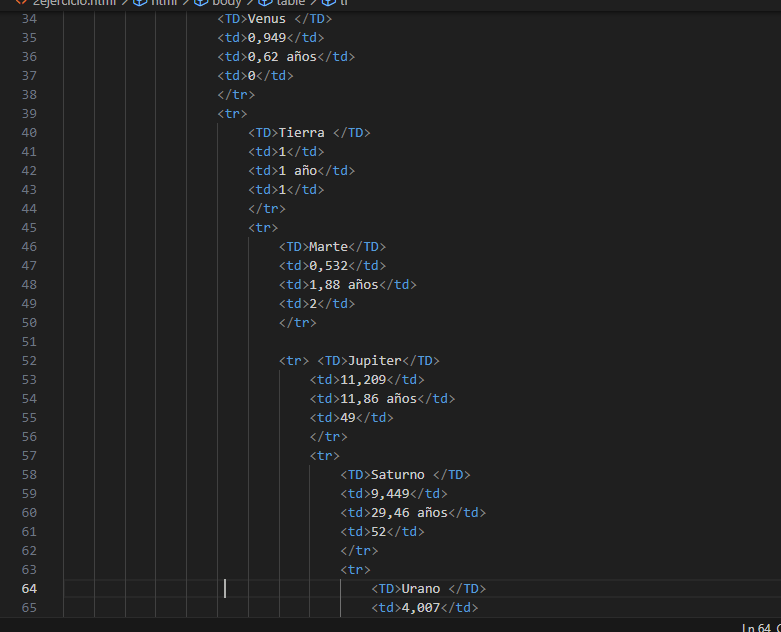 2ejercicio.html > html > body > table > tr
34 <TD>Venus </TD>
35 <td>0,949</td>
36 <td>0,62 años</td>
37 <td>0</td>
38 </tr>
39 <tr>
40 <TD>Tierra </TD>
41 <td>1</td>
42 <td>1 año</td>
43 <td>1</td>
44 </tr>
45 <tr>
46 <TD>Marte</TD>
47 <td>0,532</td>
48 <td>1,88 años</td>
49 <td>2</td>
50 </tr>
51
52 <tr> <TD>Jupiter</TD>
53 <td>11,209</td>
54 <td>11,86 años</td>
55 <td>49</td>
56 </tr>
57 <tr>
58 <TD>Saturno </TD>
59 <td>9,449</td>
60 <td>29,46 años</td>
61 <td>52</td>
62 </tr>
63 <tr>
64 <TD>Urano </TD>
65 <td>4,007</td>
Ln 64,